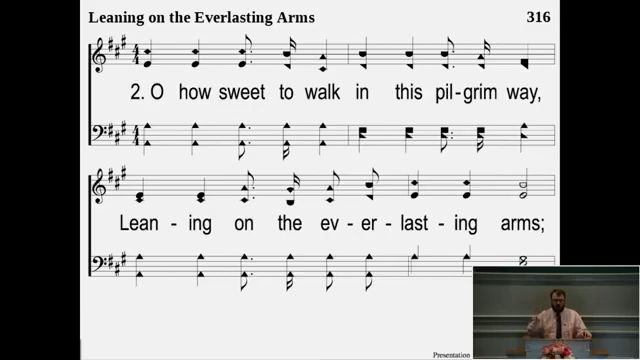 Leaning on the Everlasting Arms 316
2. O how sweet to walk in this pil-grim way,
Lean - ing on the ev - er - last - ing arms;
Presentation